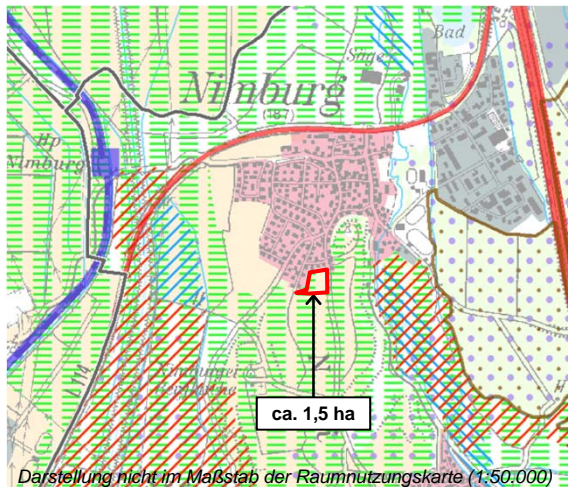 Bad
Säge
Nimburg
(187)
Hp
Nimburg
Nimburger
ca. 1,5 ha
Darstellung nicht im Maßstab der Raumnutzungskarte (1:50.000)